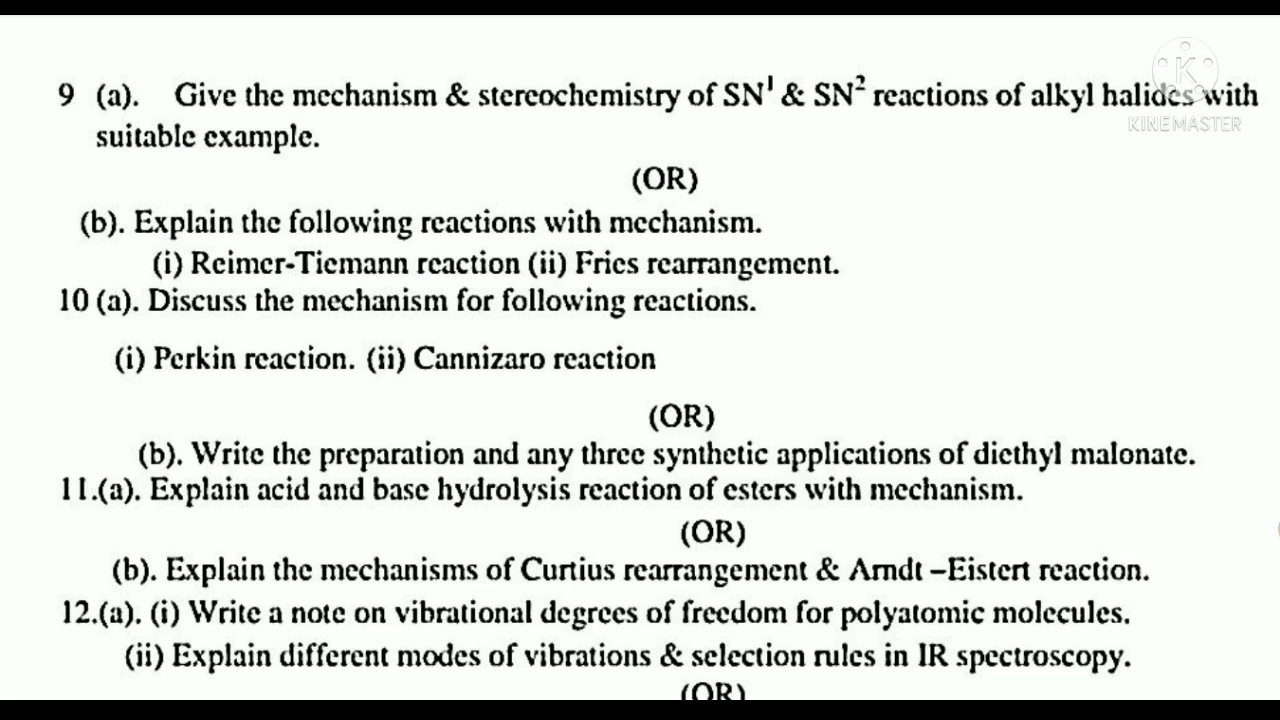 9 (a). Give the mechanism & stereochemistry of SN¹ & SN² reactions of alkyl halides with
suitable example.
(OR)
(b). Explain the following reactions with mechanism.
(i) Reimer-Tiemann reaction (ii) Fries rearrangement.
10 (a). Discuss the mechanism for following reactions.
(i) Perkin reaction. (ii) Cannizaro reaction
(OR)
(b). Write the preparation and any three synthetic applications of diethyl malonate.
11.(a). Explain acid and base hydrolysis reaction of esters with mechanism.
(OR)
(b). Explain the mechanisms of Curtius rearrangement & Arndt –Eistert reaction.
12.(a). (i) Write a note on vibrational degrees of freedom for polyatomic molecules.
(ii) Explain different modes of vibrations & selection rules in IR spectroscopy.
(OR)
K
KINEMASTER